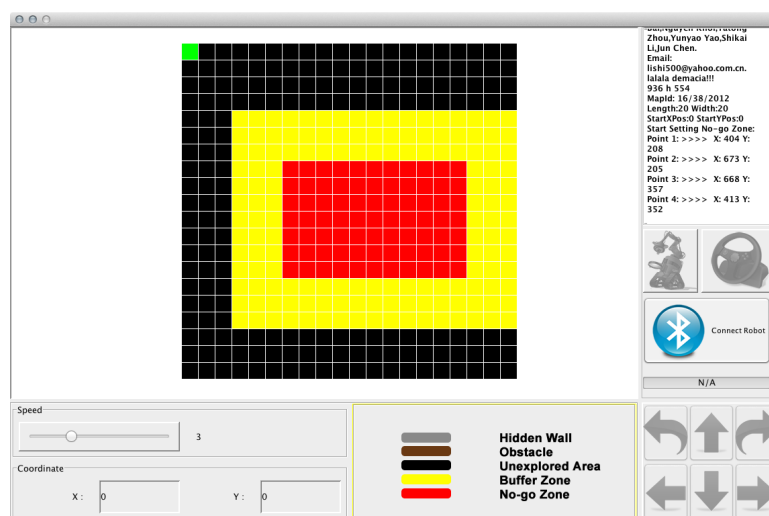 Zhou,Yunyao Yao,Shikai
Li,Jun Chen.
Email:
lishi500@yahoo.com.cn.
lalala demacia!!!
936 h 554
MapId: 16/38/2012
Length:20 Width:20
StartXPos:0 StartYPos:0
Start Setting No-go Zone:
Point 1: >>>>  X: 404 Y:
208
Point 2: >>>>  X: 673 Y:
205
Point 3: >>>>  X: 668 Y:
357
Point 4: >>>>  X: 413 Y:
352
Connect Robot
N/A
Speed
3
Coordinate
X :
0
Y :
0
Hidden Wall
Obstacle
Unexplored Area
Buffer Zone
No-go Zone